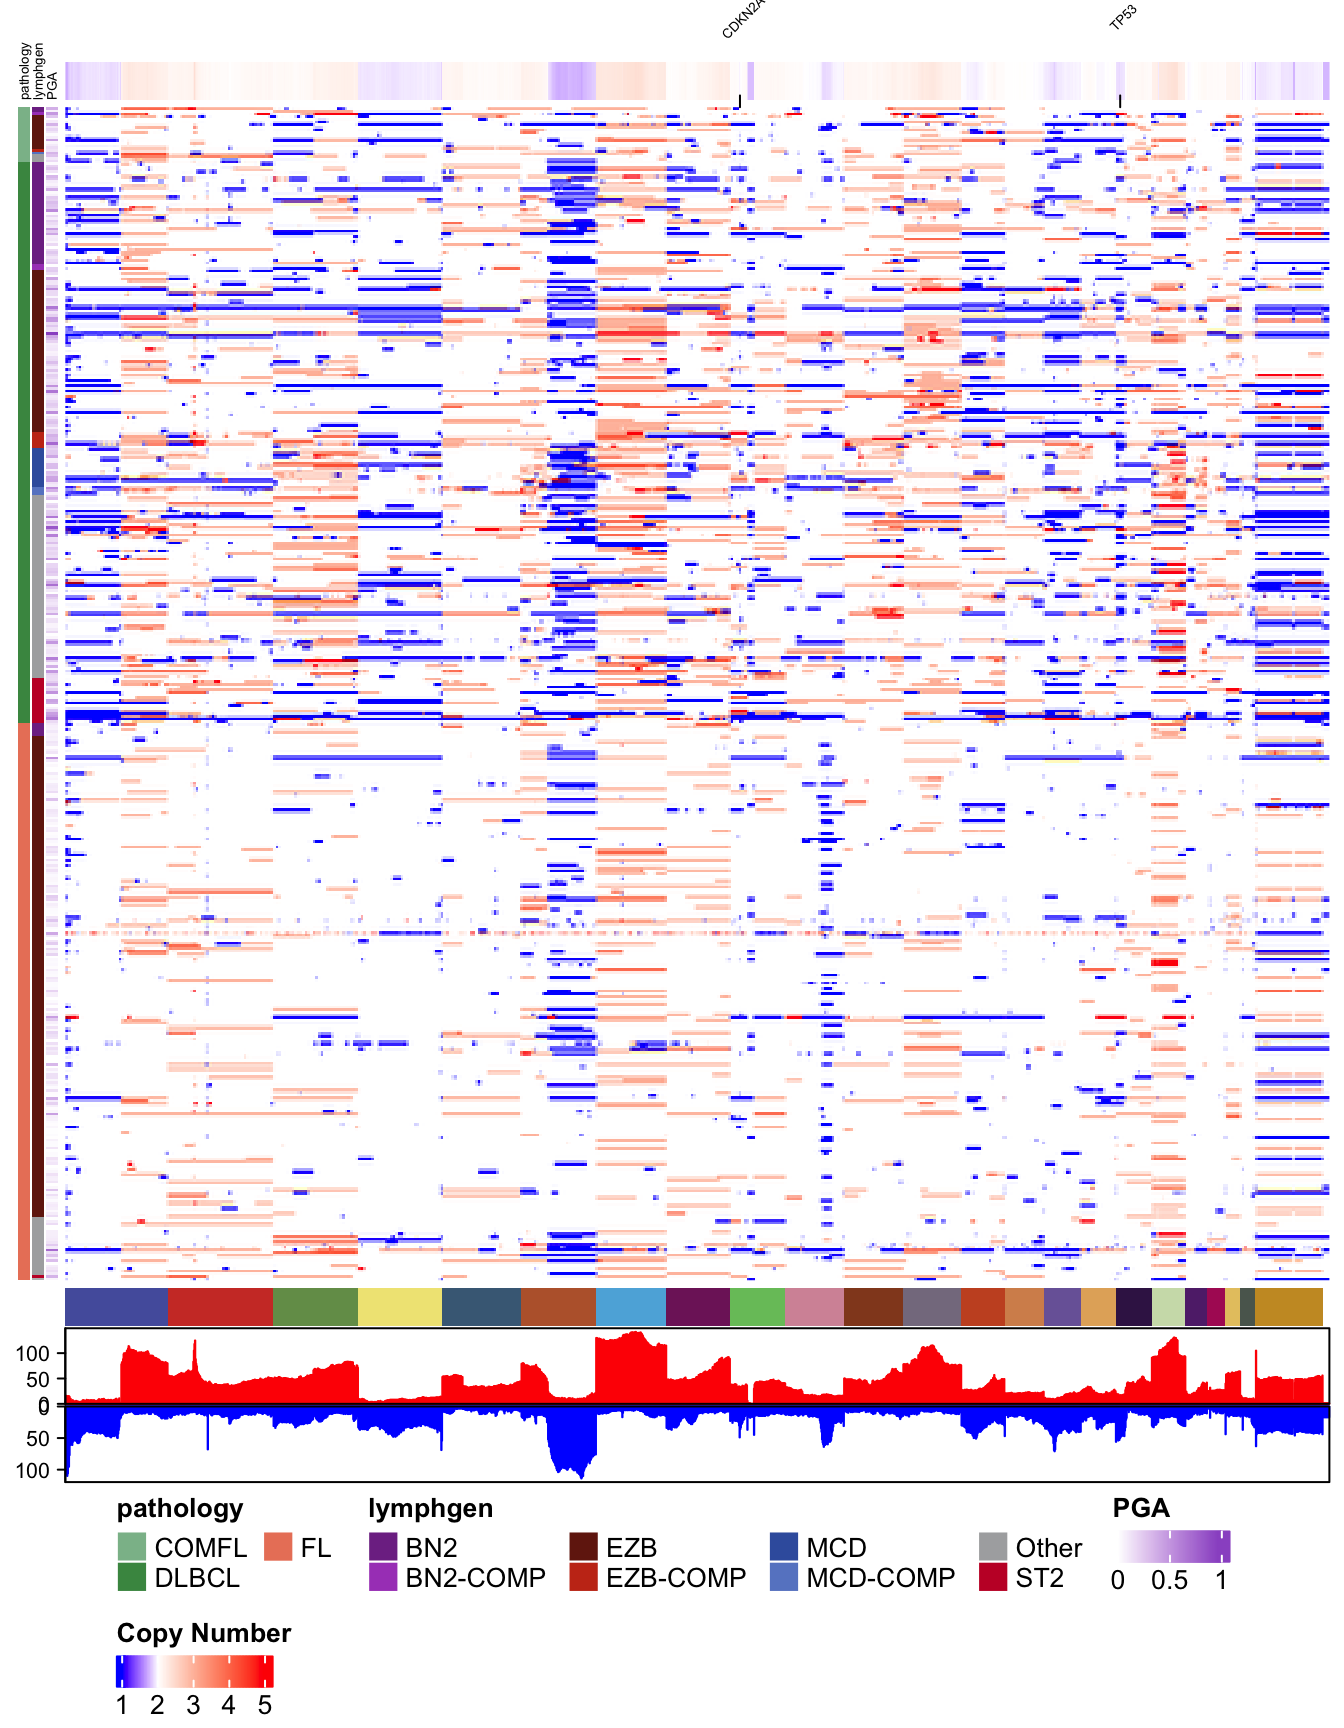 CDKN2A
TP53
pathology
lymphgen
PGA
100
50
0
0
50
100
pathology
lymphgen
PGA
COMFL
FL
BN2
EZB
MCD
Other
DLBCL
BN2-COMP
EZB-COMP
MCD-COMP
ST2
0 0.5 1
Copy Number
1 2 3 4 5